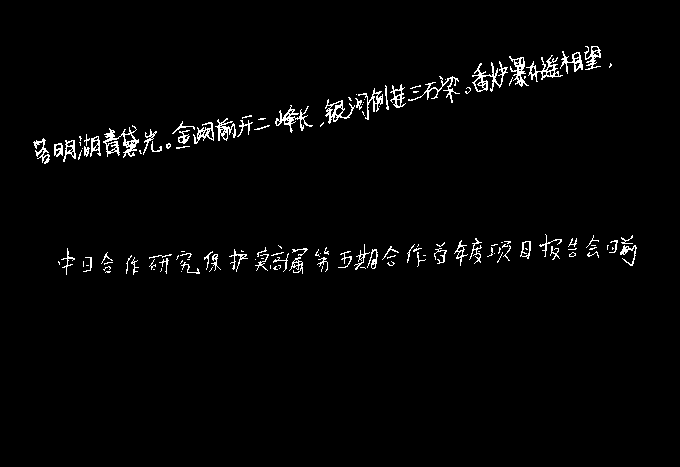 落明湖青黛光。金阙前开二峰长,银河倒挂三石梁。香炉瀑布遥相望,
中日合作研究保护莫高窟第五期合作首年度项目报告会日前